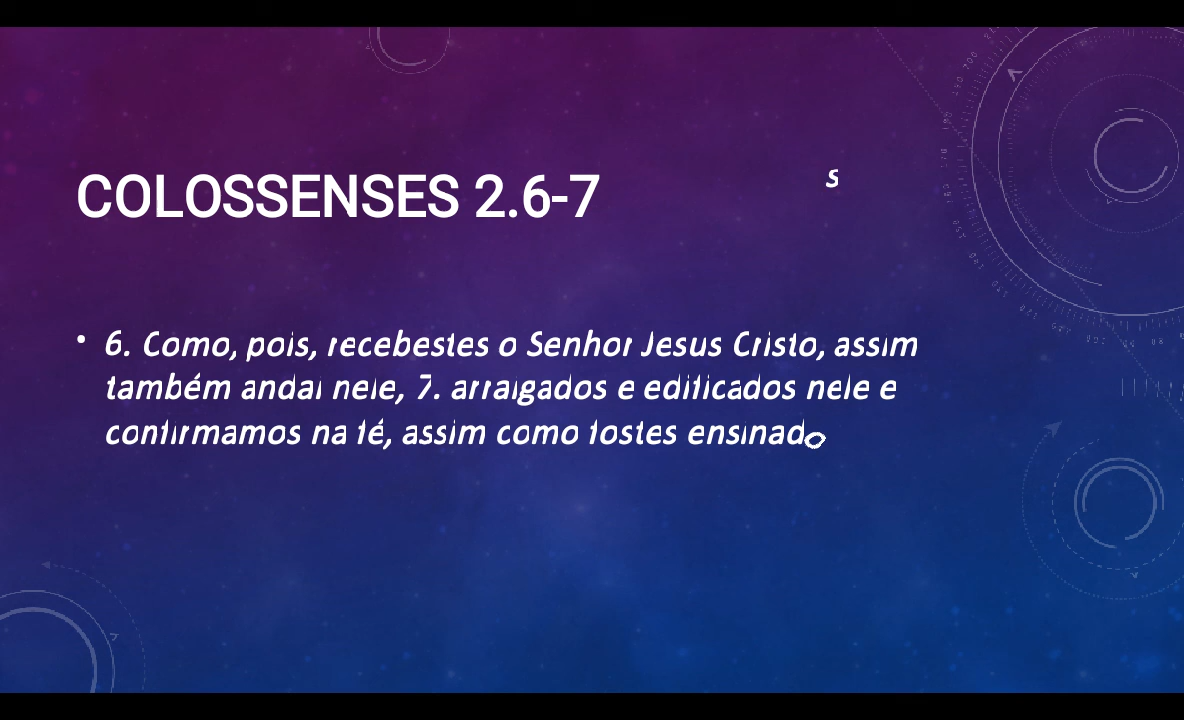 COLOSSENSES 2.6-7
s
• 6. Como, pois, recebestes o Senhor Jesus Cristo, assim
também andai nele, 7. arraigados e edificados nele e
confirmamos na fé, assim como fostes ensinado